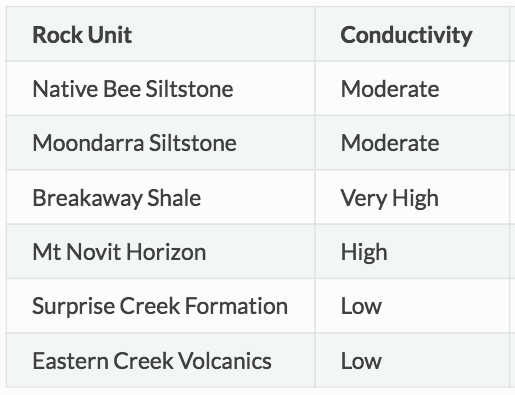 Rock Unit Conductivity
Native Bee Siltstone Moderate
Moondarra Siltstone Moderate
Breakaway Shale Very High
Mt Novit Horizon High
Surprise Creek Formation Low
Eastern Creek Volcanics Low